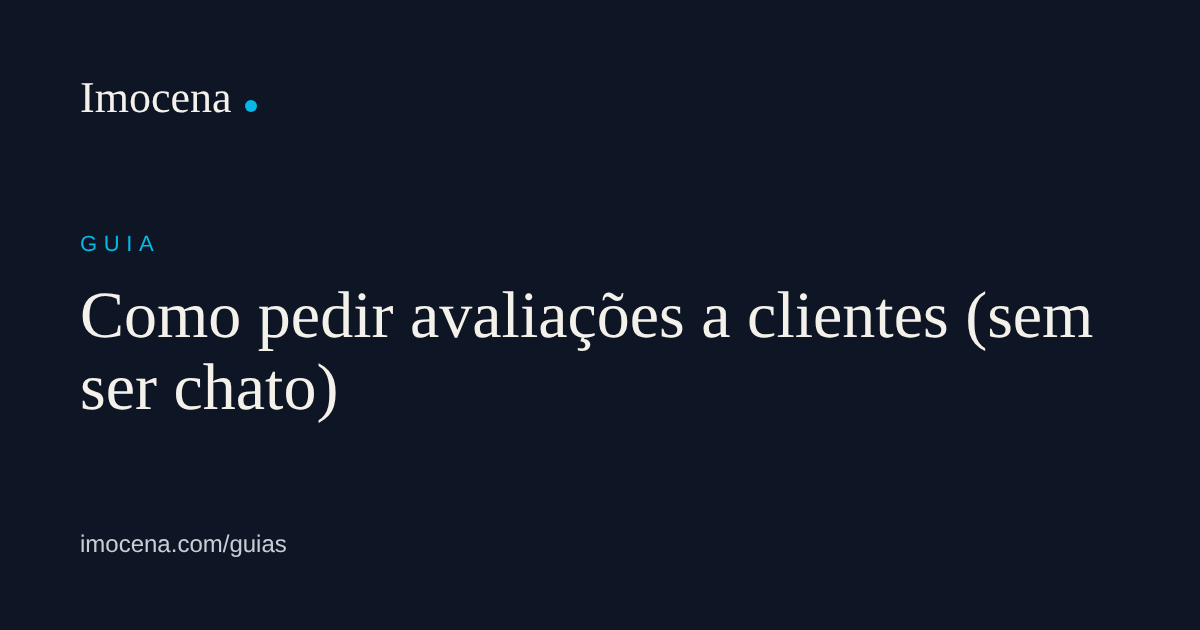 Imocena
GUIA
Como pedir avaliações a clientes (sem
ser chato)
imocena.com/guias